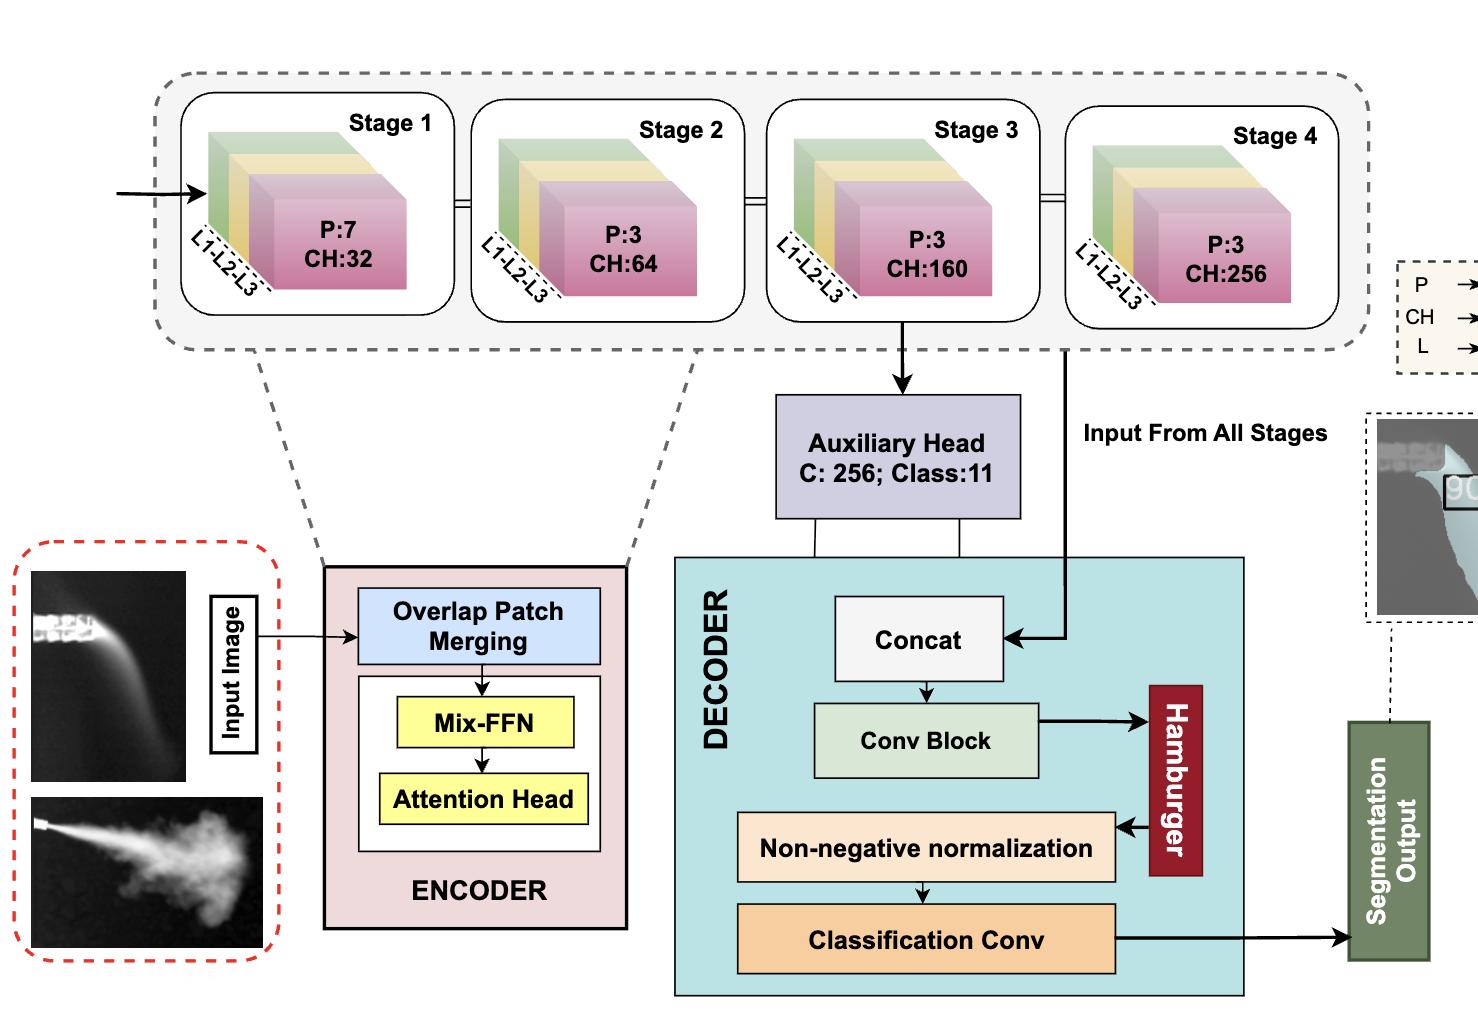 Stage 1
P:7
CH:32
L1-L2-L3
Stage 2
P:3
CH:64
L1-L2-L3
Stage 3
P:3
CH:160
L1-L2-L3
Stage 4
P:3
CH:256
L1-L2-L3
P
CH
L
Auxiliary Head
C: 256; Class:11
Input From All Stages
90
Input Image
Overlap Patch
Merging
Mix-FFN
Attention Head
ENCODER
DECODER
Concat
Conv Block
Hamburger
Non-negative normalization
Classification Conv
Segmentation
Output